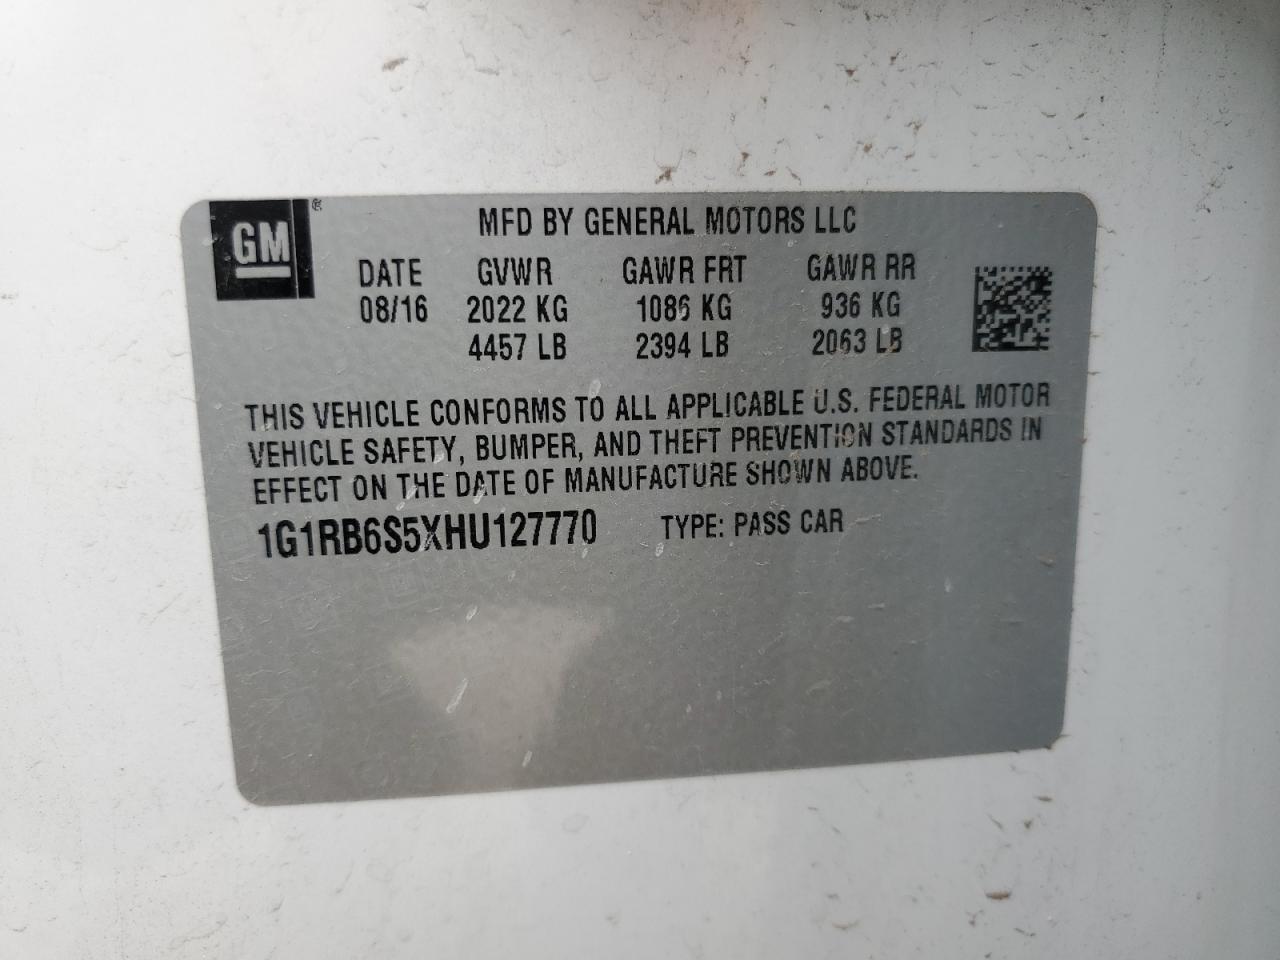 GM
MFD BY GENERAL MOTORS LLC
DATE GVWR GAWR FRT GAWR RR
08/16 2022 KG 1086 KG 936 KG
4457 LB 2394 LB 2063 LB
THIS VEHICLE CONFORMS TO ALL APPLICABLE U.S. FEDERAL MOTOR
VEHICLE SAFETY, BUMPER, AND THEFT PREVENTION STANDARDS IN
EFFECT ON THE DATE OF MANUFACTURE SHOWN ABOVE.
1G1RB6S5XHU127770 TYPE: PASS CAR